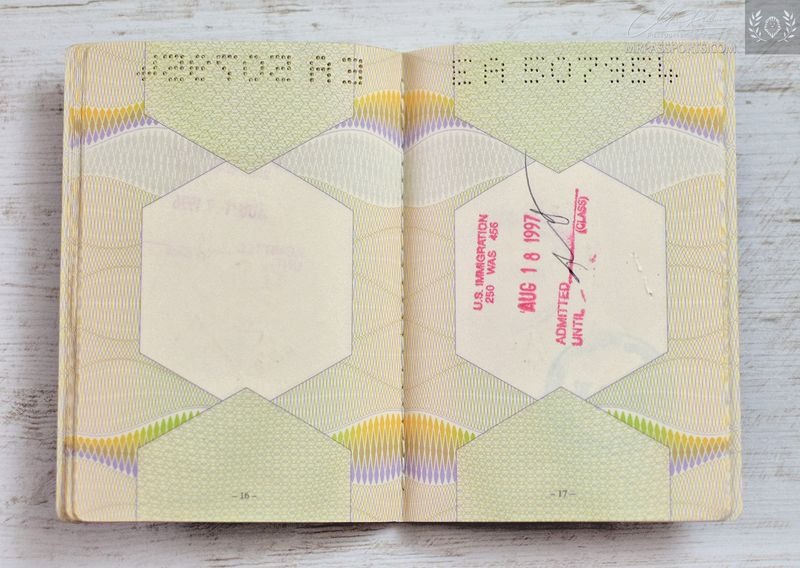 MRPASSPORTS.COM
EA 507954
U.S. IMMIGRATION
250 WAS 456
AUG 18 1997
ADMITTED
(CLASS)
UNTIL
– 16 –
– 17 –